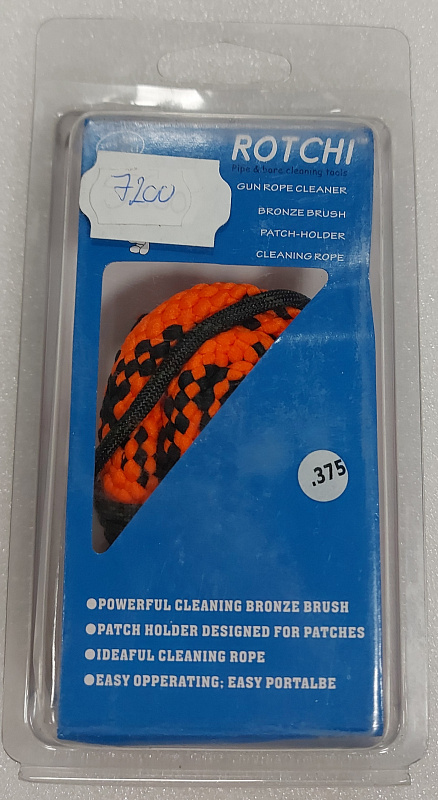 7200
ROTCHI
Pipe & bore cleaning tools
GUN ROPE CLEANER
BRONZE BRUSH
PATCH-HOLDER
CLEANING ROPE
.375
●POWERFUL CLEANING BRONZE BRUSH
●PATCH HOLDER DESIGNED FOR PATCHES
●IDEAFUL CLEANING ROPE
●EASY OPPERATING; EASY PORTALBE